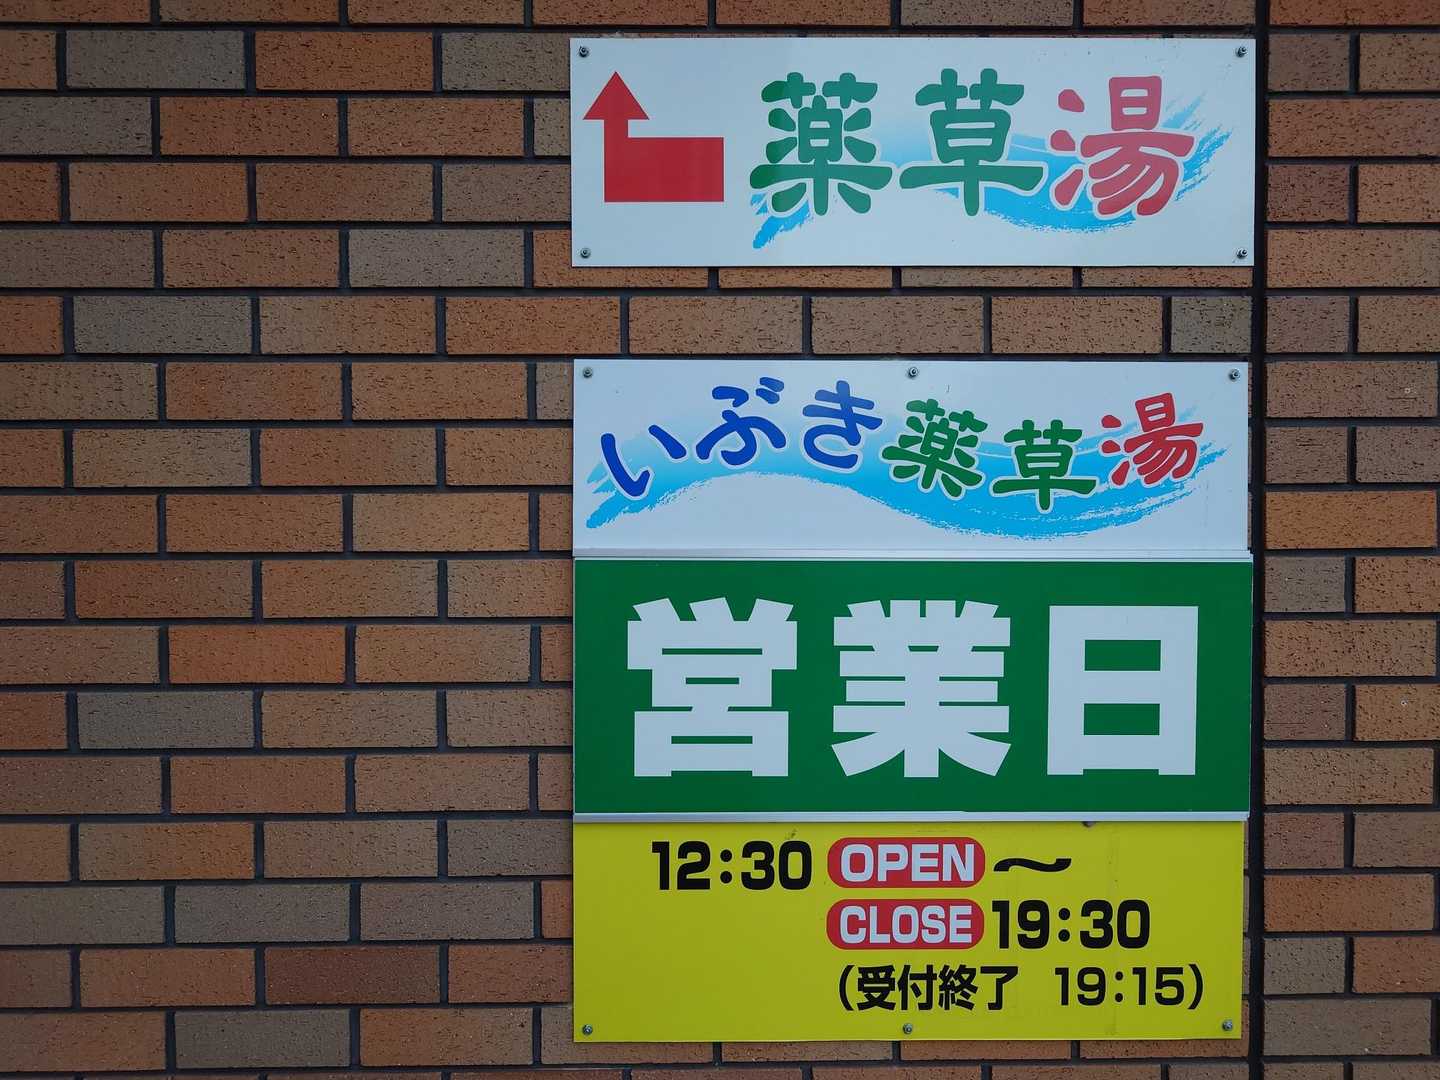 薬草湯
いぶき薬草湯
営業日
12:30 OPEN ～
CLOSE 19:30
(受付終了 19:15)